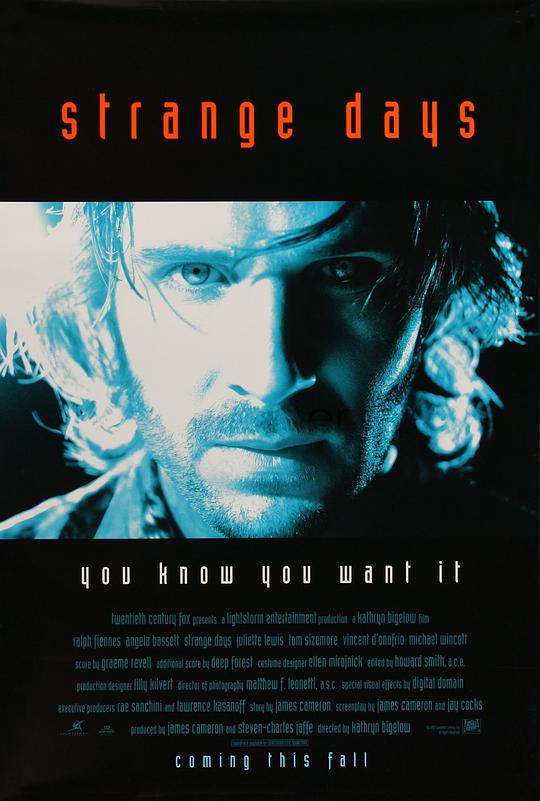 strange days
you know you want it
twentieth century fox presents a lightstorm entertainment production a kathryn bigelow film
ralph fiennes angela bassett strange days juliette lewis tom sizemore vincent d'onofrio michael wincott
score by graeme revell additional score by deep forest costume designer ellen mirojnick edited by howard smith, a.c.e.
production designer lilly kilvert director of photography matthew f. leonetti, a.s.c. special visual effects by digital domain
executive producers rae sanchini and lawrence kasanoff story by james cameron screenplay by james cameron and jay cocks
produced by james cameron and steven-charles jaffe directed by kathryn bigelow
coming this fall